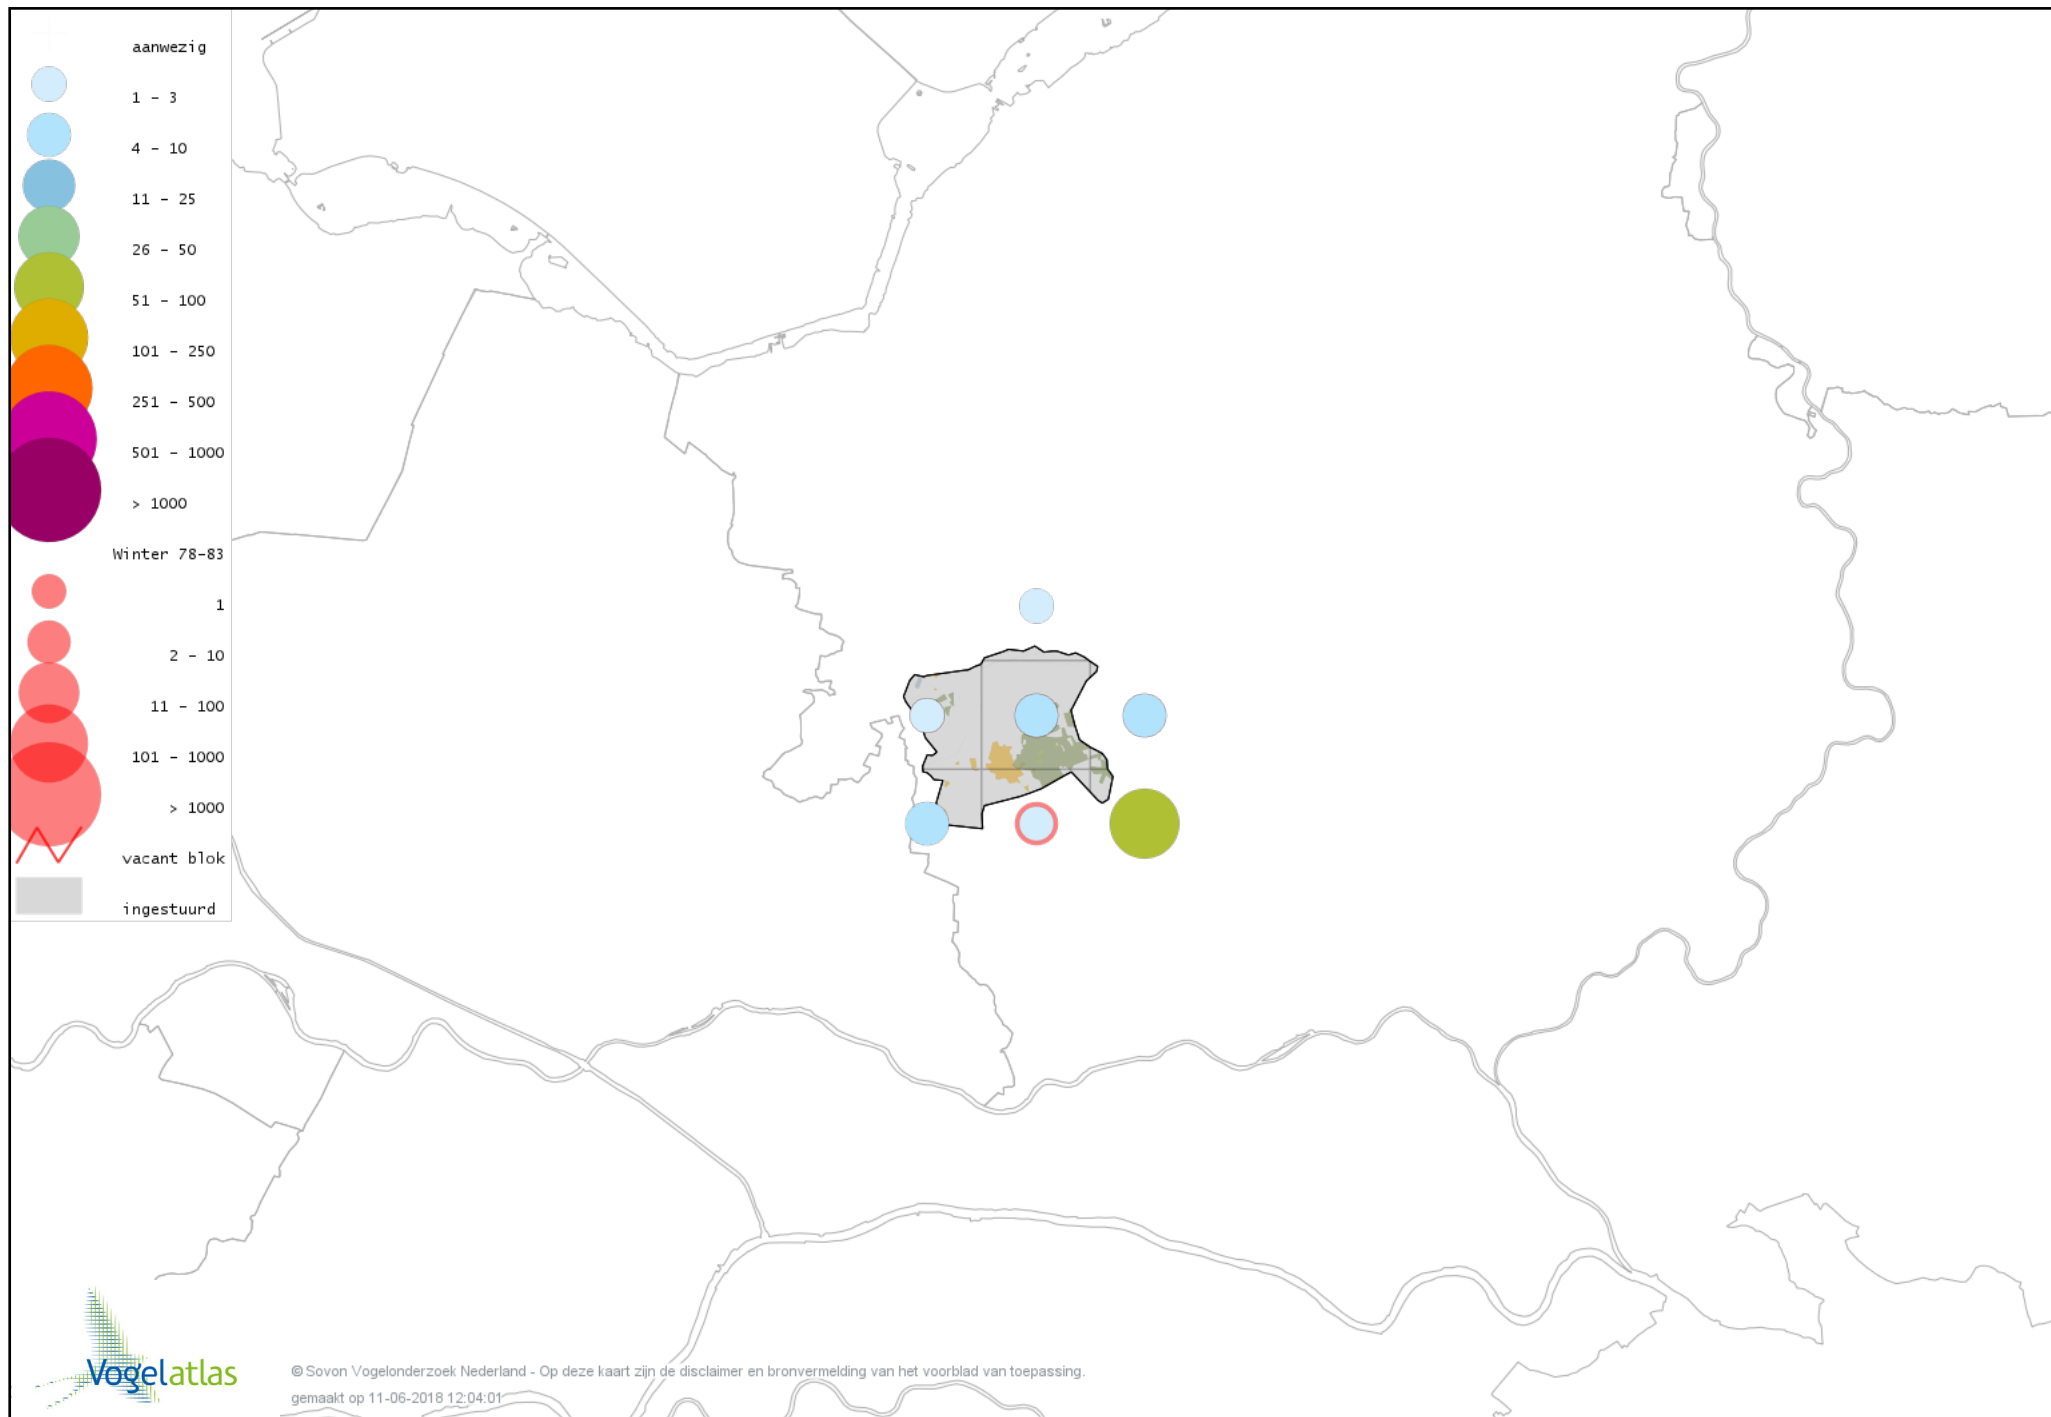 aanwezig
1 - 3
4 - 10
11 - 25
26 - 50
51 - 100
101 - 250
251 - 500
501 - 1000
> 1000
Winter 78-83
1
2 - 10
11 - 100
101 - 1000
> 1000
vacant blok
ingestuurd
Vogelatlas
© Sovon Vogelonderzoek Nederland - Op deze kaart zijn de disclaimer en bronvermelding van het voorblad van toepassing.
gemaakt op 11-06-2018 12:04:01